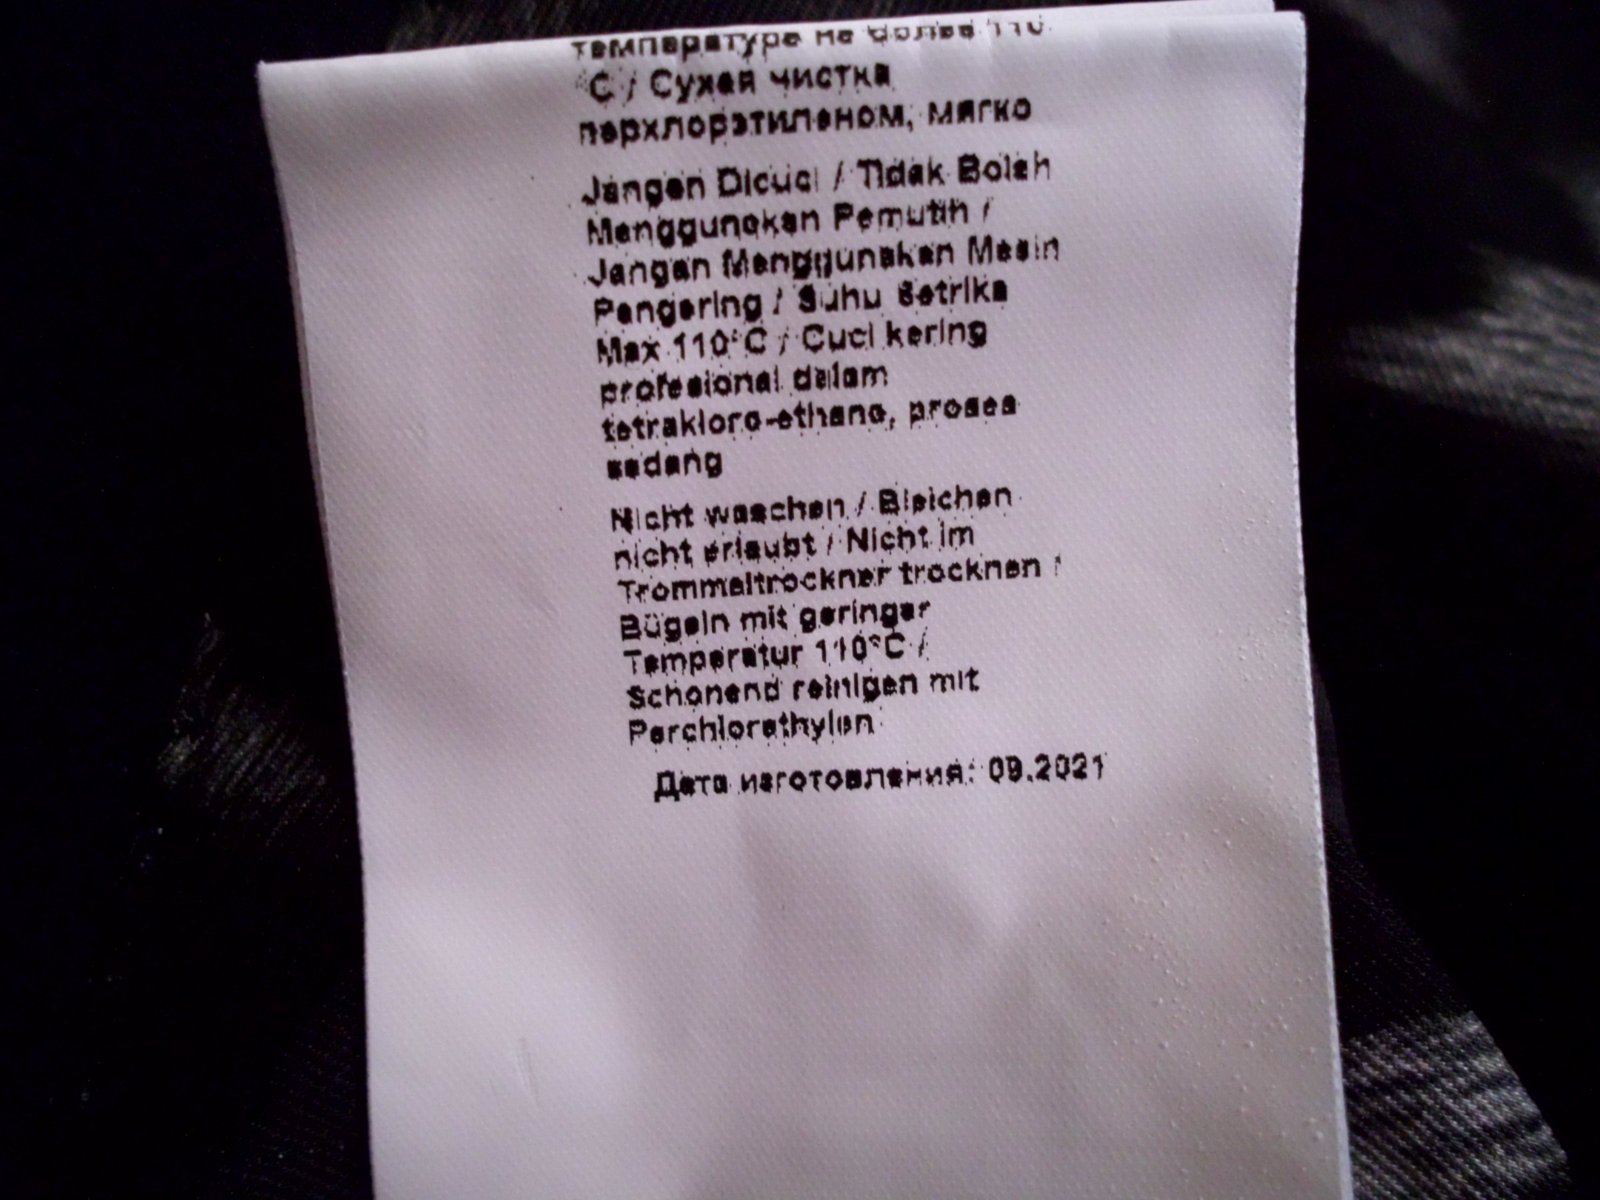 температуре не более 110
°C / Сухая чистка
перхлорэтиленом, мягко
Jangan Dicuci / Tidak Boleh
Menggunakan Pemutih /
Jangan Menggunakan Mesin
Pengering / Suhu Setrika
Max 110°C / Cuci kering
profesional dalam
tetrakloro-ethane, proses
sedang
Nicht waschen / Bleichen
nicht erlaubt / Nicht im
Trommeltrockner trocknen /
Bügeln mit geringer
Temperatur 110°C /
Schonend reinigen mit
Perchlorethylen
Дата изготовления: 09.2021